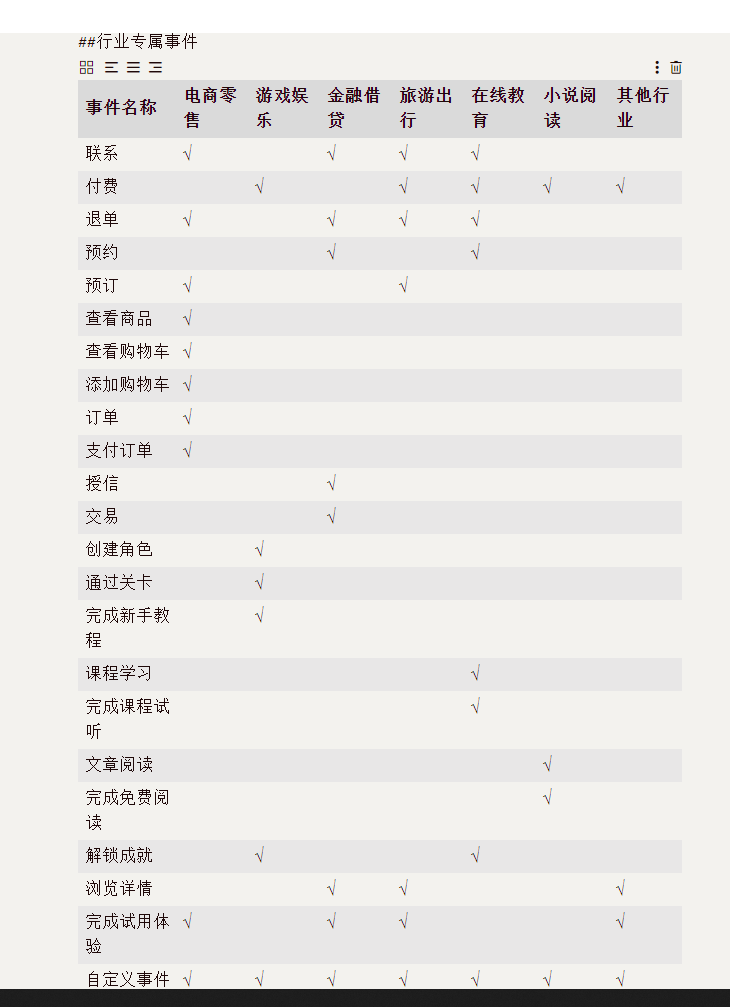 ##行业专属事件
事件名称 电商零售 游戏娱乐 金融借贷 旅游出行 在线教育 小说阅读 其他行业
联系 √ √ √ √
付费 √ √ √ √ √
退单 √ √ √ √
预约 √ √
预订 √ √
查看商品 √
查看购物车 √
添加购物车 √
订单 √
支付订单 √
授信 √
交易 √
创建角色 √
通过关卡 √
完成新手教程 √
课程学习 √
完成课程试听 √
文章阅读 √
完成免费阅读 √
解锁成就 √ √
浏览详情 √ √ √
完成试用体验 √ √ √ √
自定义事件 √ √ √ √ √ √ √